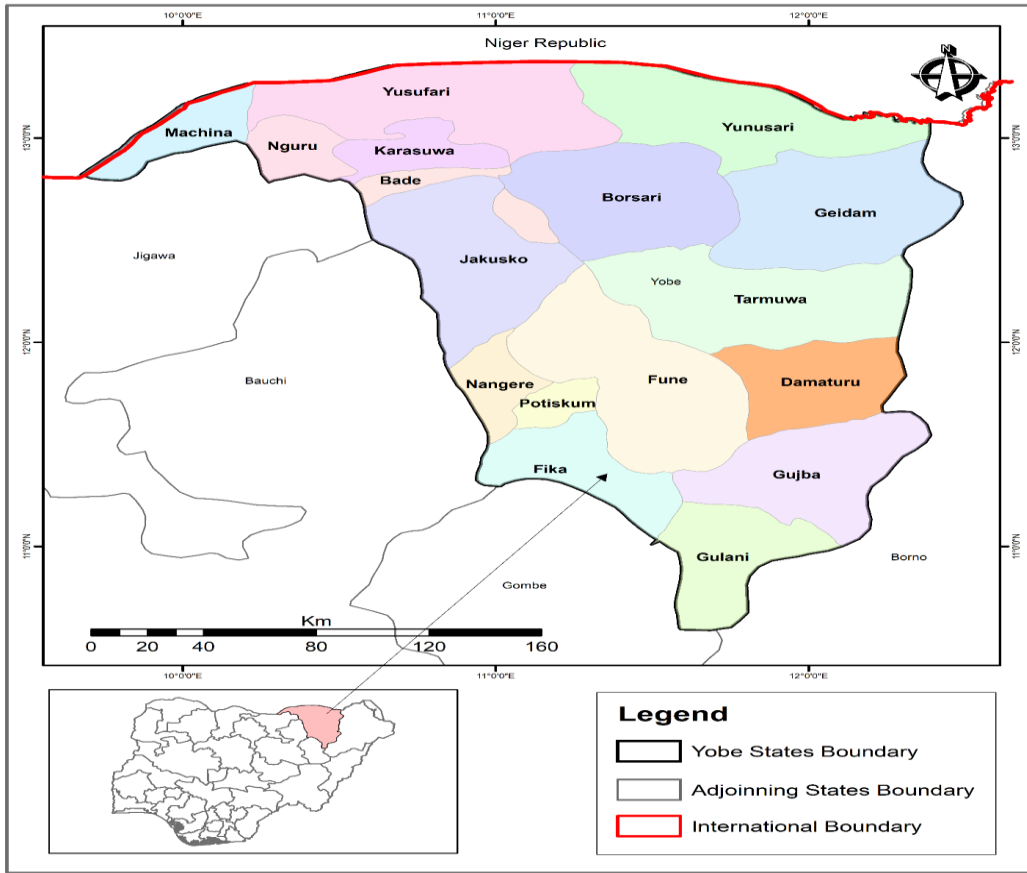 10°0'0"E 11°0'0"E 12°0'0"E
Niger Republic
N
Yusufari
Machina
Yunusari
13°0'0"N
13°0'0"N
Nguru
Karasuwa
Bade
Borsari
Geidam
Jigawa
Jakusko
Yobe
Tarmuwa
12°0'0"N
12°0'0"N
Bauchi
Nangere
Fune
Damaturu
Potiskum
Fika
Gujba
11°0'0"N
11°0'0"N
Gulani
Borno
Gombe
Km
0 20 40 80 120 160
10°0'0"E 11°0'0"E 12°0'0"E
Legend
Yobe States Boundary
Adjoinning States Boundary
International Boundary